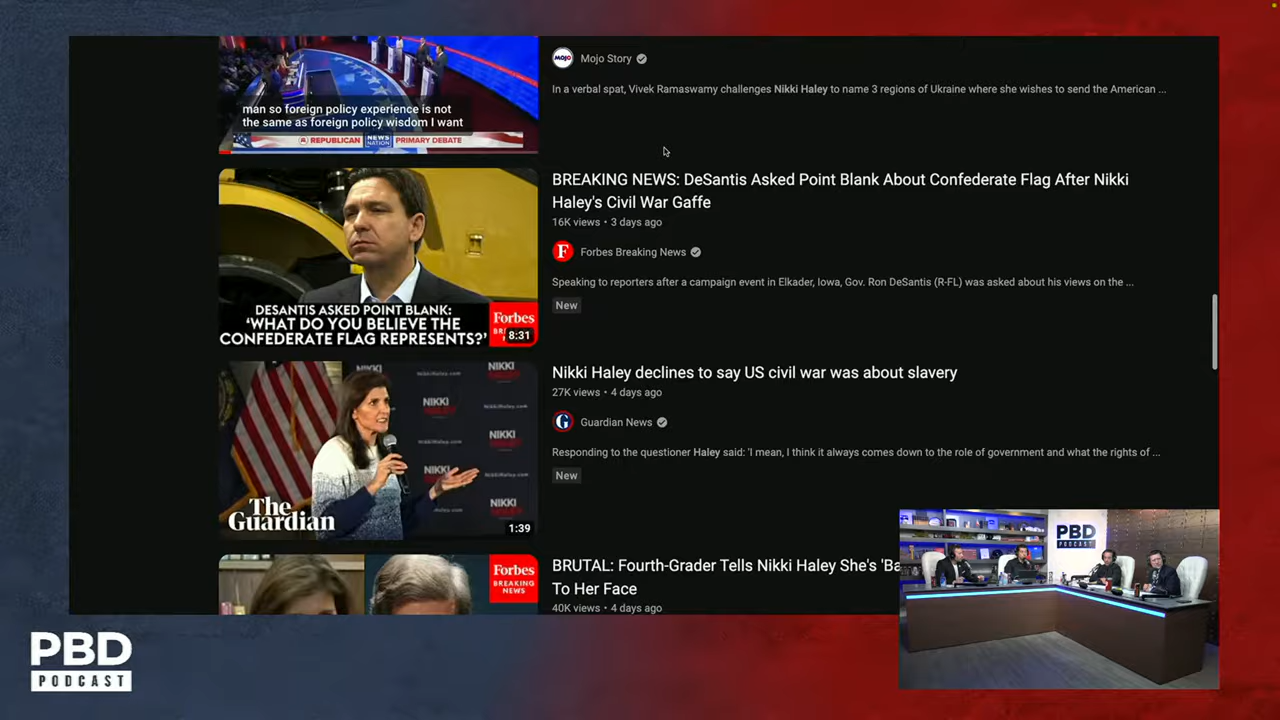 man so foreign policy experience is not
the same as foreign policy wisdom I want
REPUBLICAN NEWS NATION PRIMARY DEBATE
MOJO Mojo Story
In a verbal spat, Vivek Ramaswamy challenges Nikki Haley to name 3 regions of Ukraine where she wishes to send the American ...
DESANTIS ASKED POINT BLANK:
'WHAT DO YOU BELIEVE THE
CONFEDERATE FLAG REPRESENTS?'
Forbes
8:31
BREAKING NEWS: DeSantis Asked Point Blank About Confederate Flag After Nikki
Haley's Civil War Gaffe
16K views • 3 days ago
F Forbes Breaking News
Speaking to reporters after a campaign event in Elkader, Iowa, Gov. Ron DeSantis (R-FL) was asked about his views on the ...
New
NIKKI
NIKKI
NIKKI
NIKKI
The
Guardian
1:39
Nikki Haley declines to say US civil war was about slavery
27K views • 4 days ago
G Guardian News
Responding to the questioner Haley said: 'I mean, I think it always comes down to the role of government and what the rights of ...
New
Forbes
BREAKING
NEWS
BRUTAL: Fourth-Grader Tells Nikki Haley She's 'Ba
To Her Face
40K views • 4 days ago
PBD
PODCAST
PBD
PODCAST